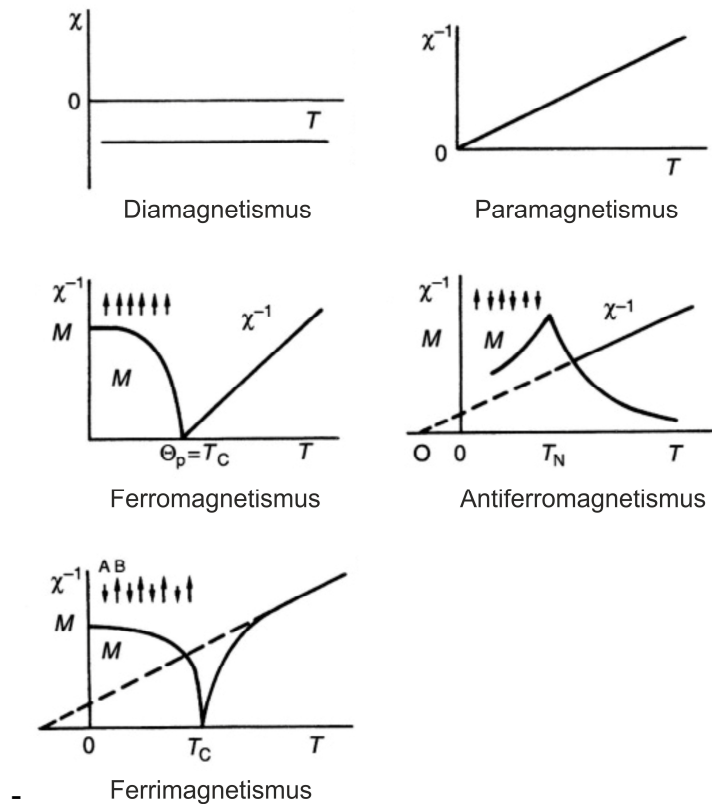 χ
0
T
Diamagnetismus
χ⁻¹
0
T
Paramagnetismus
χ⁻¹
M
M
χ⁻¹
Θp=TC
T
Ferromagnetismus
χ⁻¹
M
M
χ⁻¹
O 0 TN T
Antiferromagnetismus
A B
χ⁻¹
M
M
0 TC T
- Ferrimagnetismus